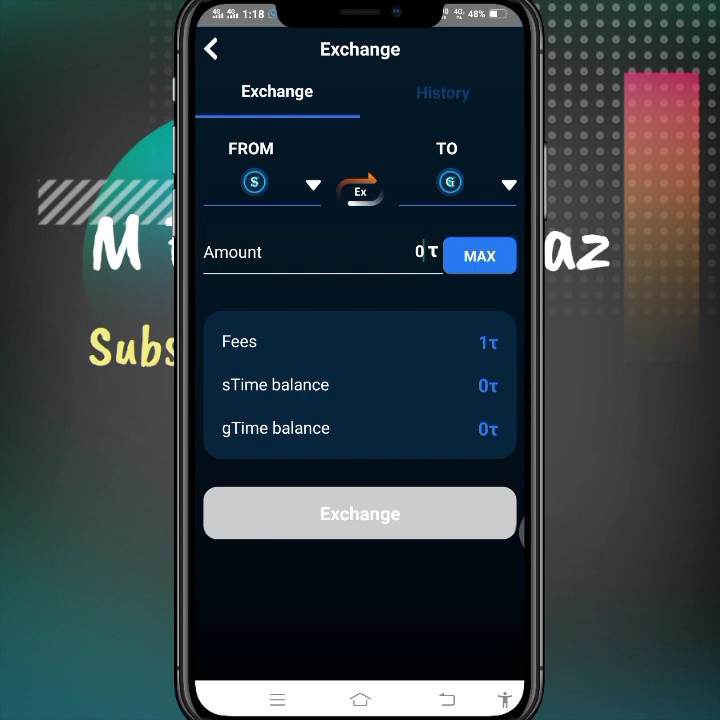 1:18 48%
Exchange
Exchange History
FROM TO
Ex
Amount 0 τ MAX
Fees 1τ
sTime balance 0τ
gTime balance 0τ
Exchange
M
az
Subs